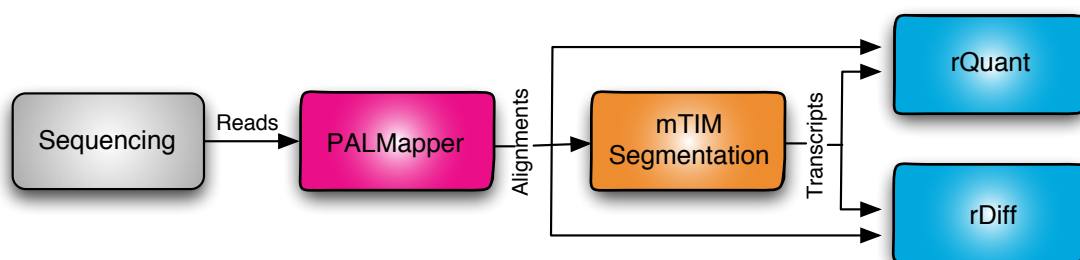 Sequencing
Reads
PALMapper
Alignments
mTIM
Segmentation
Transcripts
rQuant
rDiff